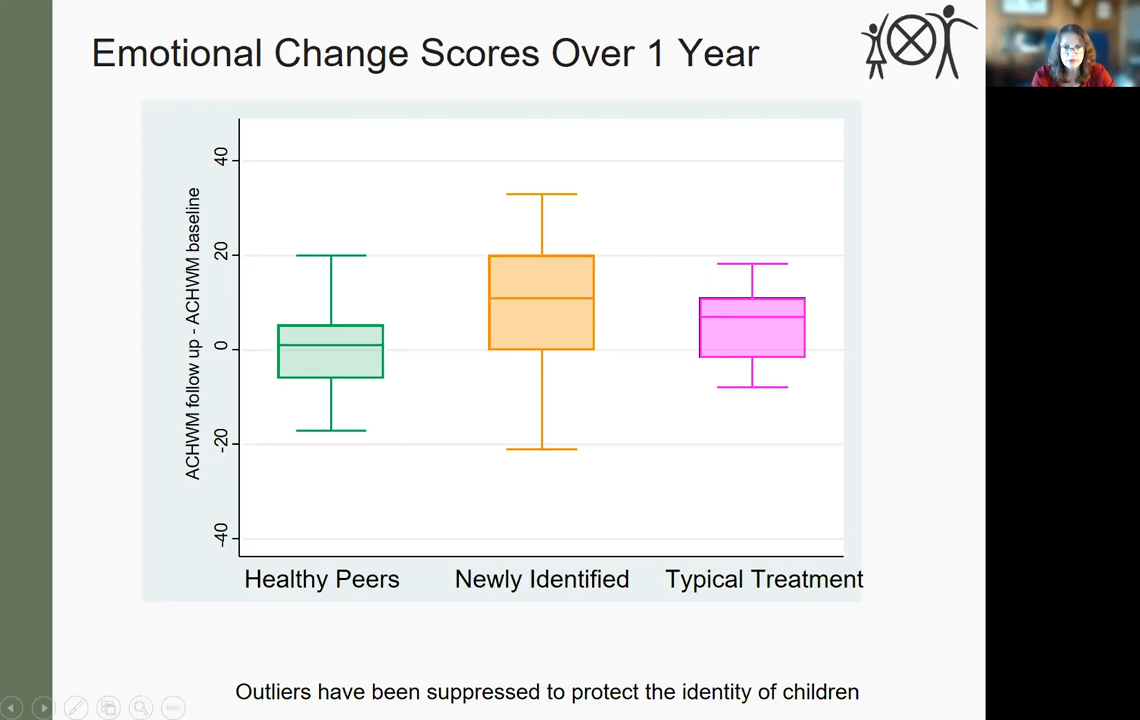 Emotional Change Scores Over 1 Year
ACHWM follow up - ACHWM baseline
40
20
0
-20
-40
Healthy Peers
Newly Identified
Typical Treatment
Outliers have been suppressed to protect the identity of children